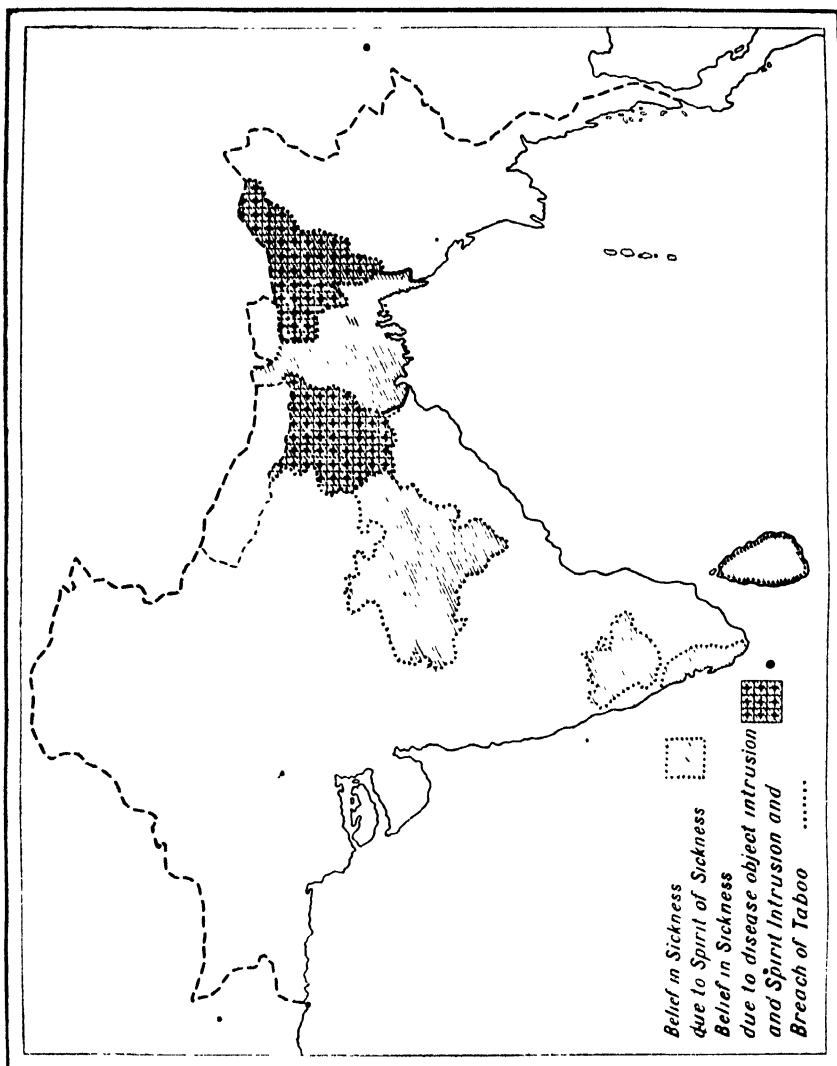 Belief in Sickness
due to Spirit of Sickness
Belief in Sickness
due to disease object intrusion
and Spirit Intrusion and
Breach of Taboo ......